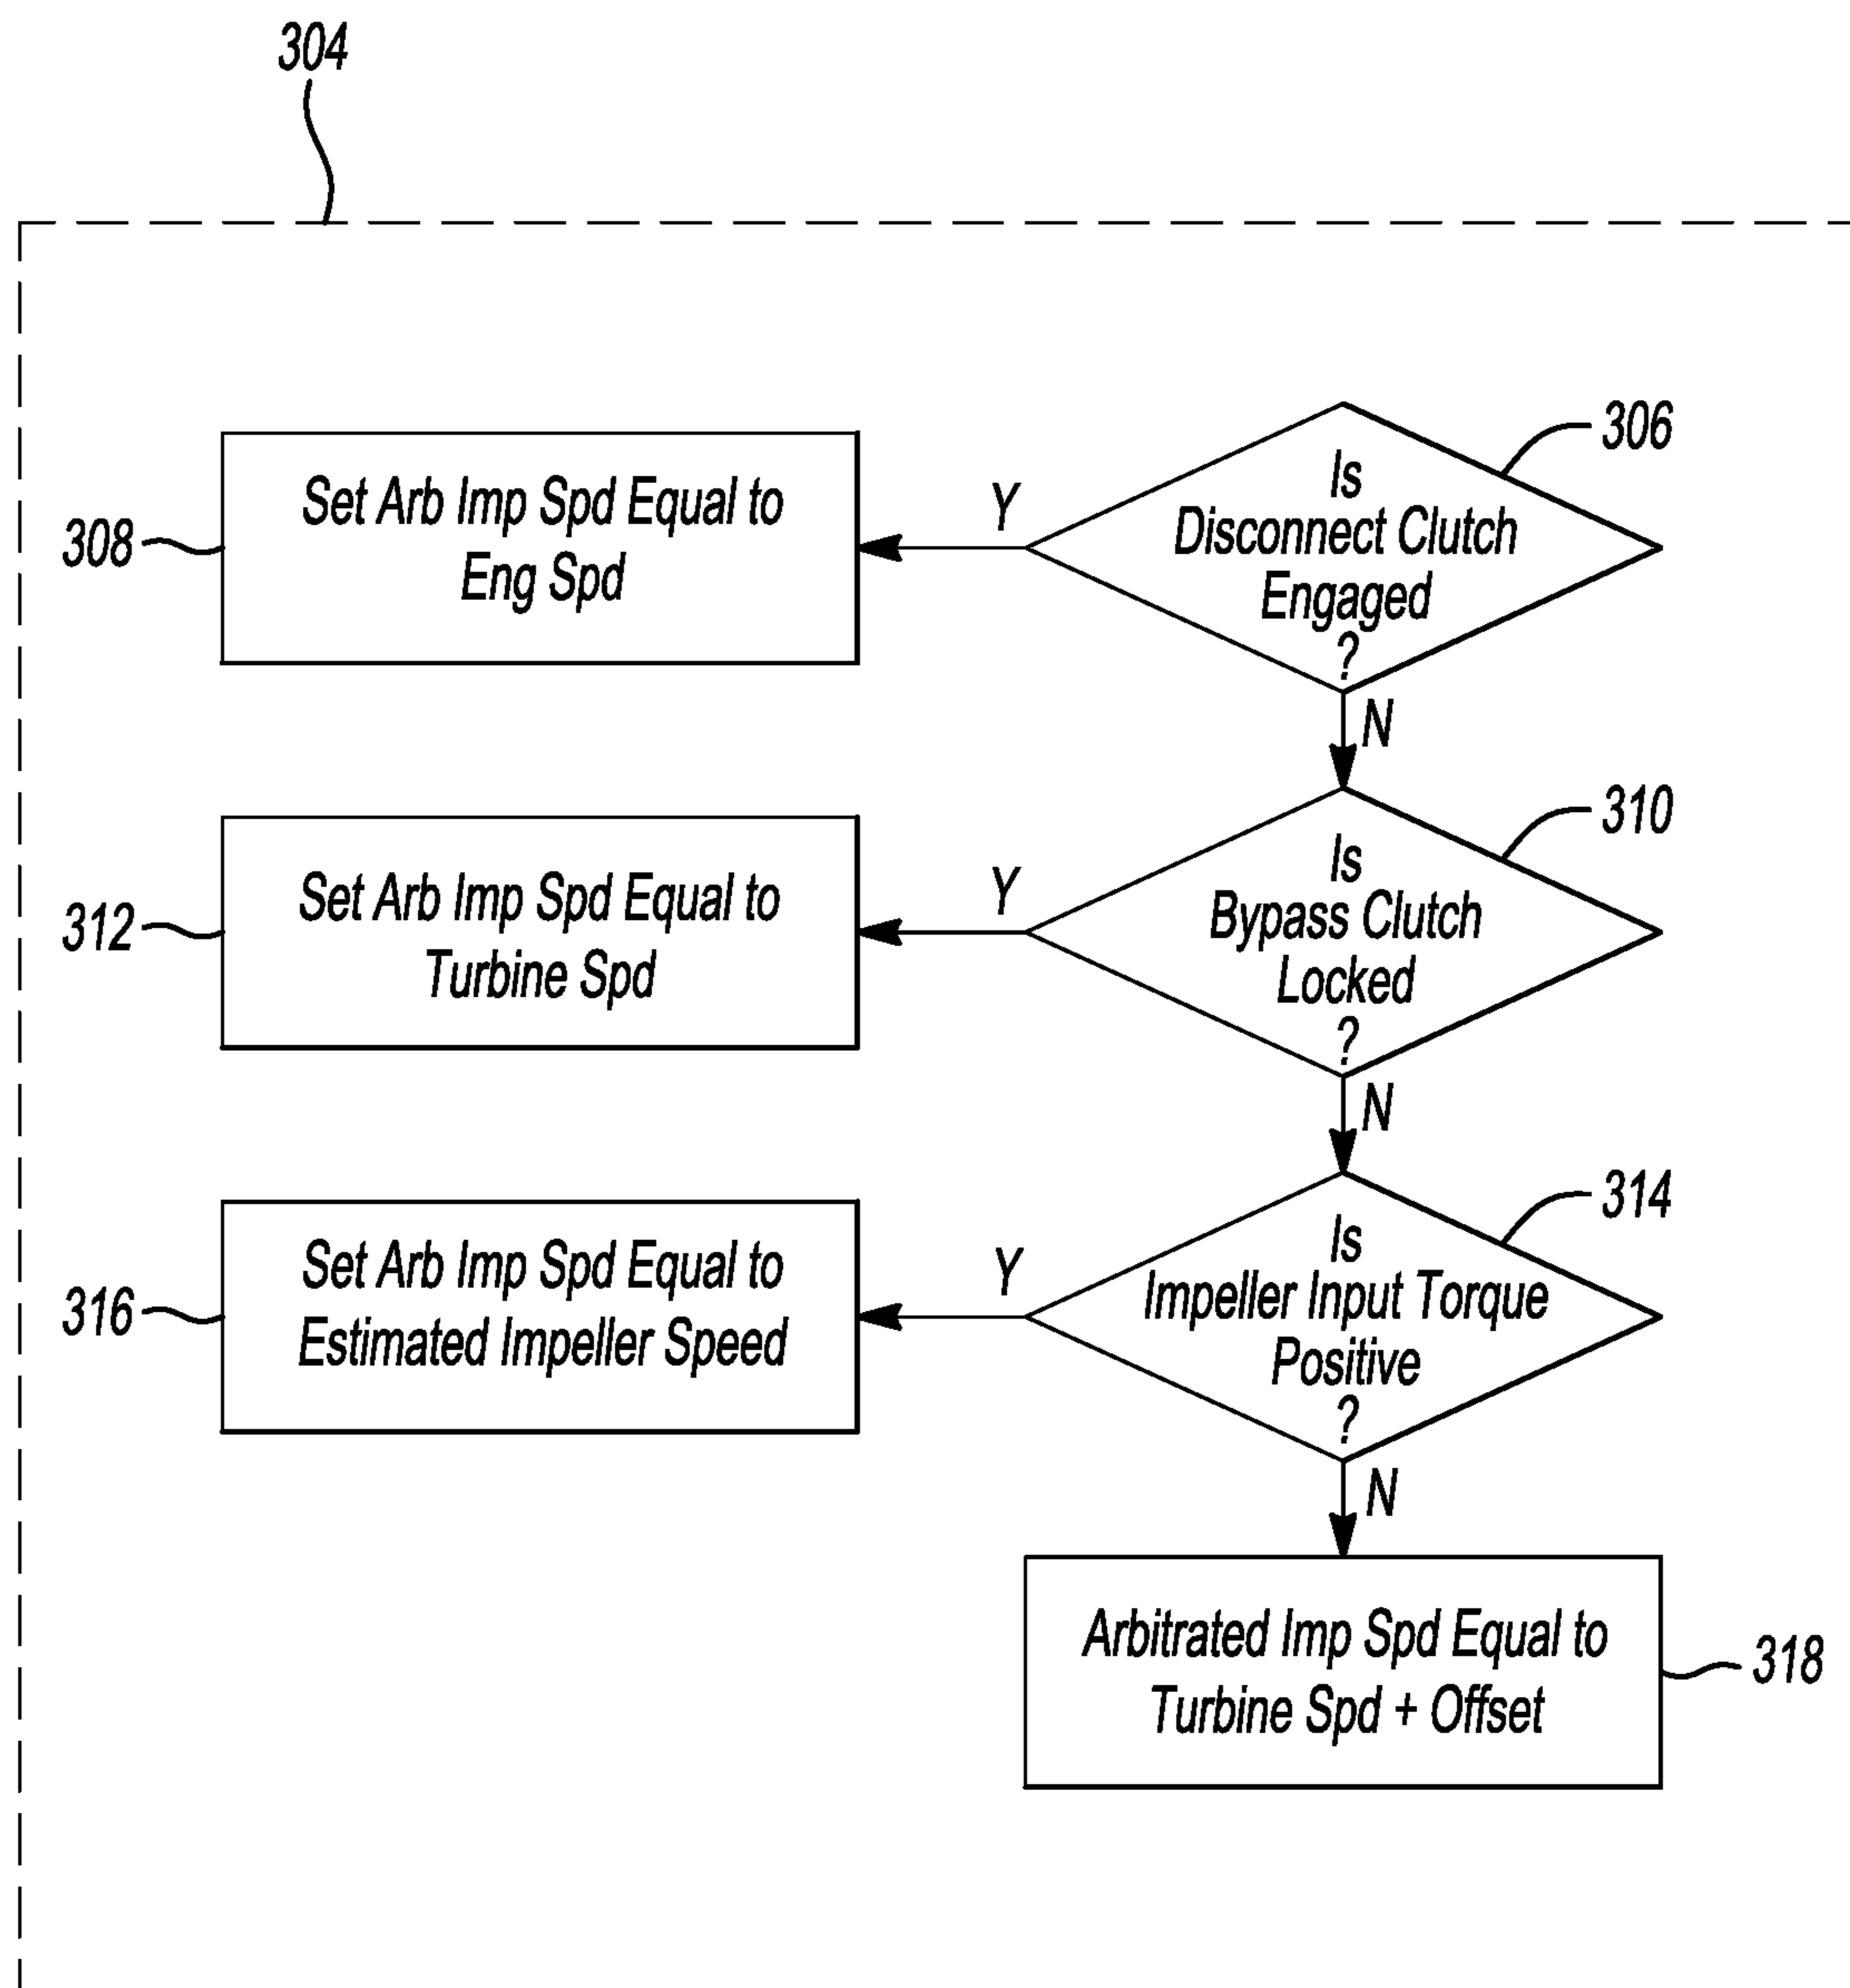 304
306
Is
Disconnect Clutch
Engaged
?
Y
Set Arb Imp Spd Equal to
Eng Spd
308
N
310
Is
Bypass Clutch
Locked
?
Y
Set Arb Imp Spd Equal to
Turbine Spd
312
N
314
Is
Impeller Input Torque
Positive
?
Y
Set Arb Imp Spd Equal to
Estimated Impeller Speed
316
N
Arbitrated Imp Spd Equal to
Turbine Spd + Offset
318